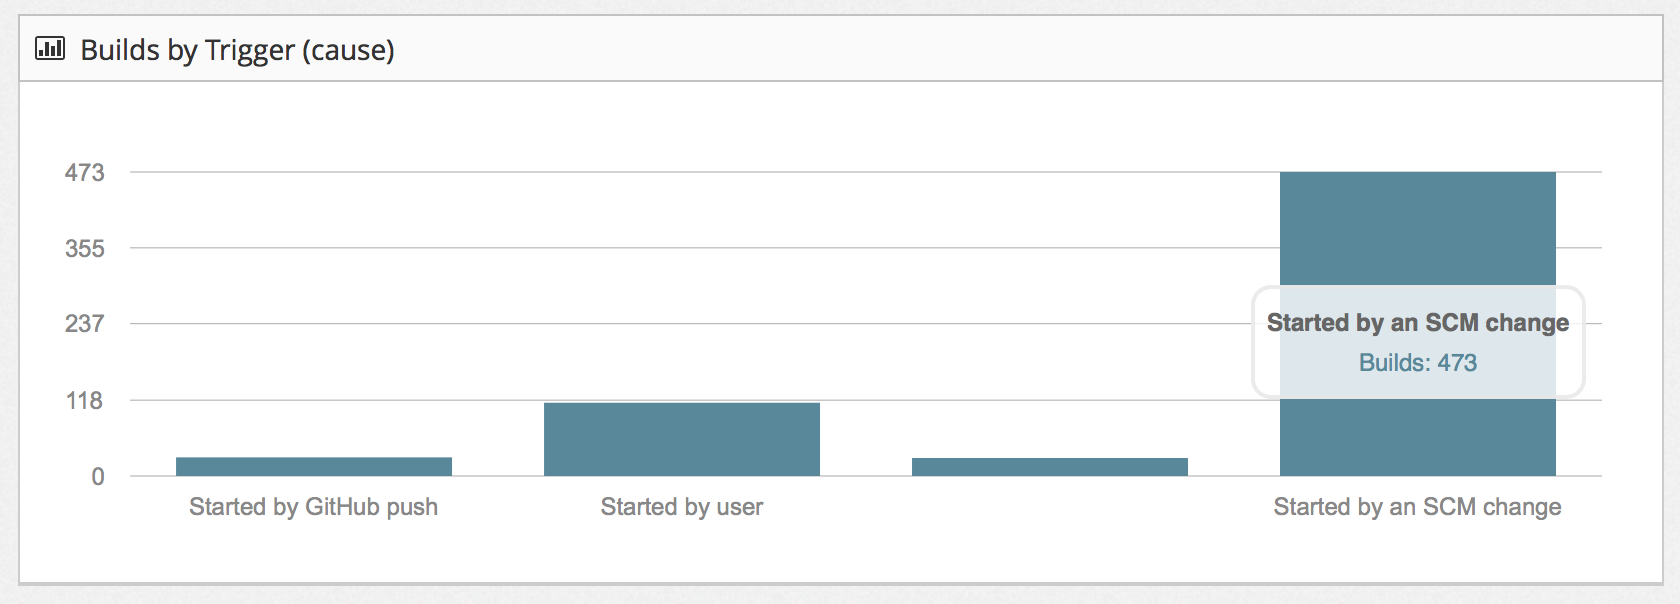 Builds by Trigger (cause)
473
355
237
118
0
Started by an SCM change
Builds: 473
Started by GitHub push
Started by user
Started by an SCM change